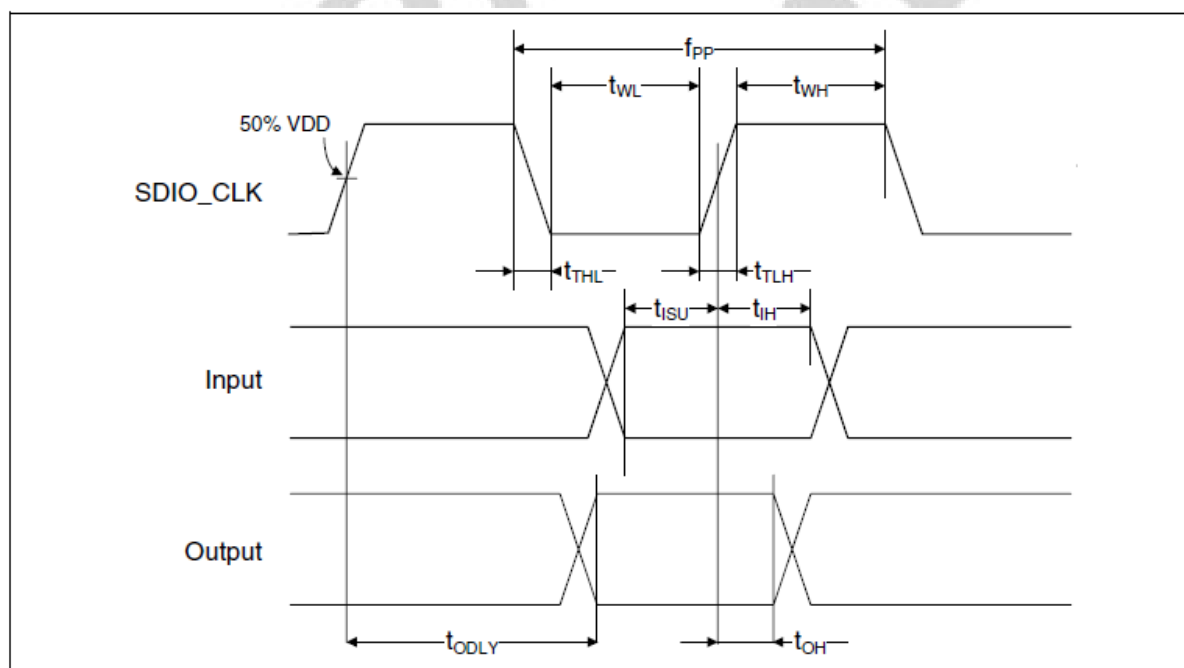 fPP
tWL
tWH
50% VDD
SDIO_CLK
tTHL
tTLH
tISU
tIH
Input
Output
tODLY
tOH